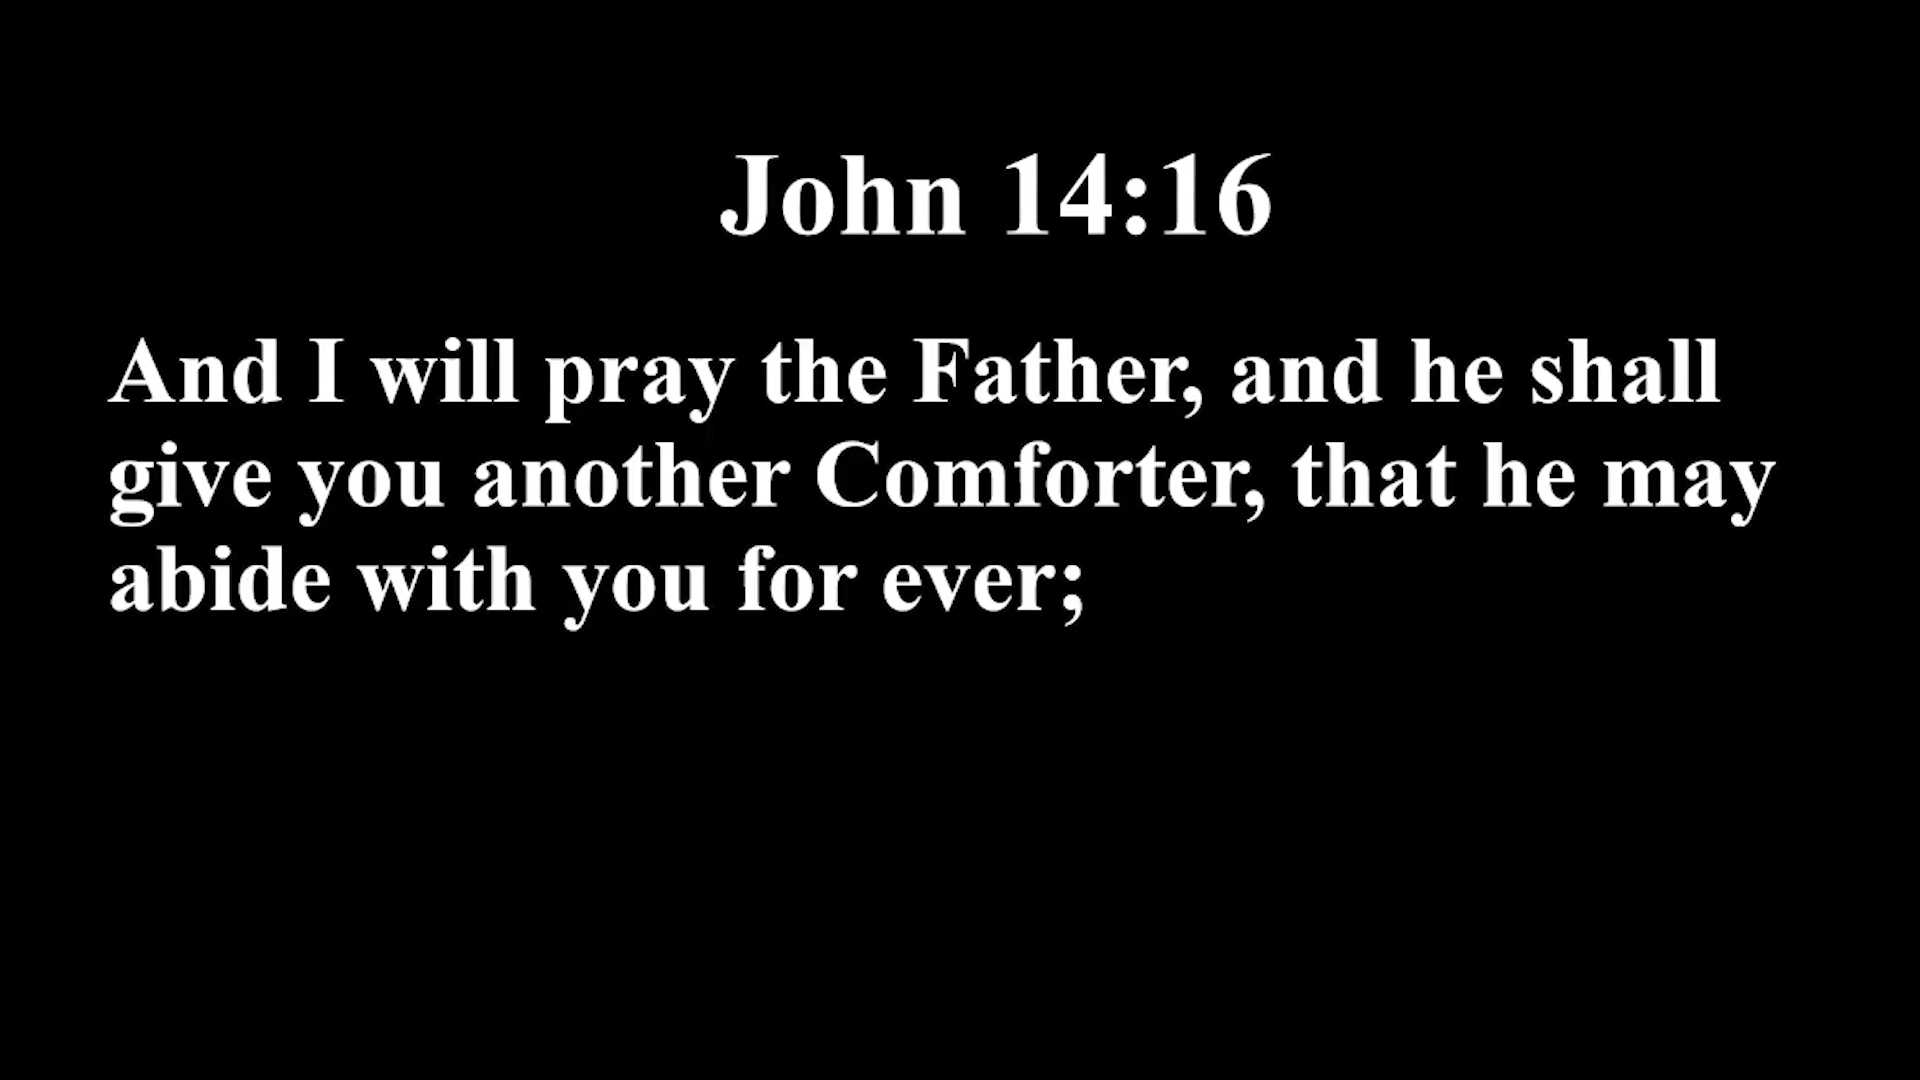 John 14:16
And I will pray the Father, and he shall
give you another Comforter, that he may
abide with you for ever;